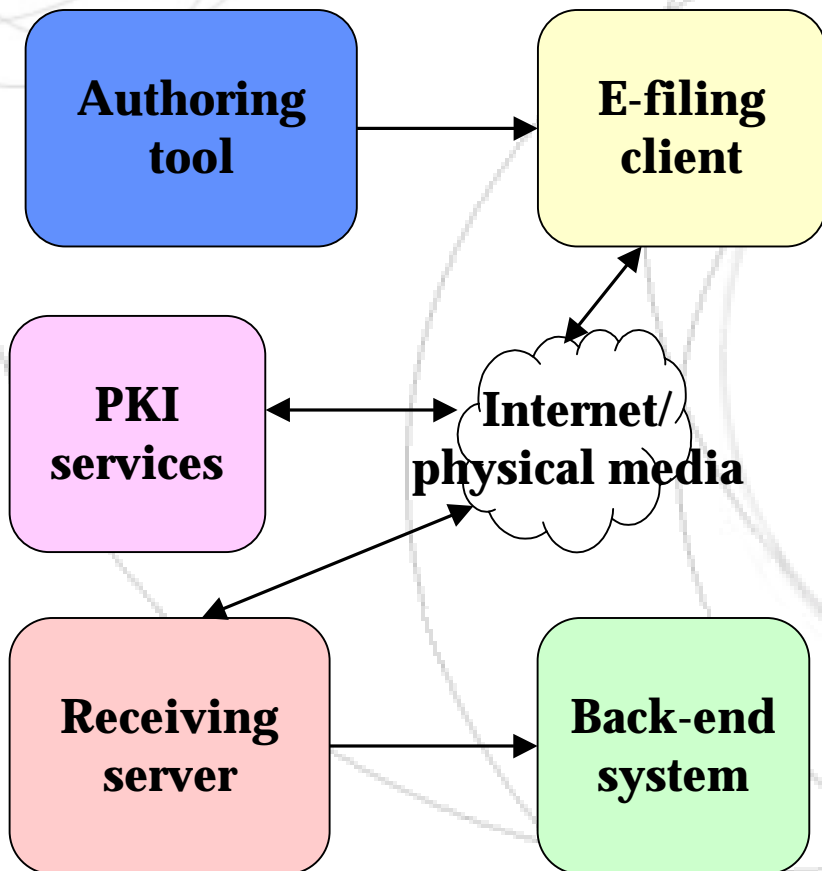 Authoring
tool
E-filing
client
PKI
services
Internet/
physical media
Receiving
server
Back-end
system